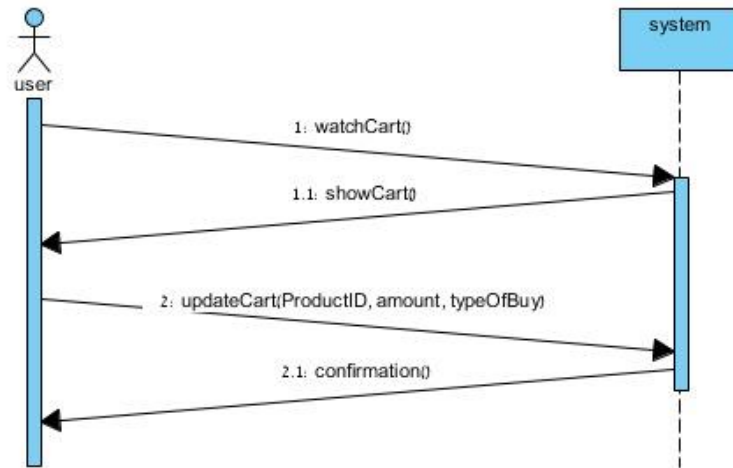 user
system
1: watchCart()
1.1: showCart()
2: updateCart(ProductID, amount, typeOfBuy)
2.1: confirmation()